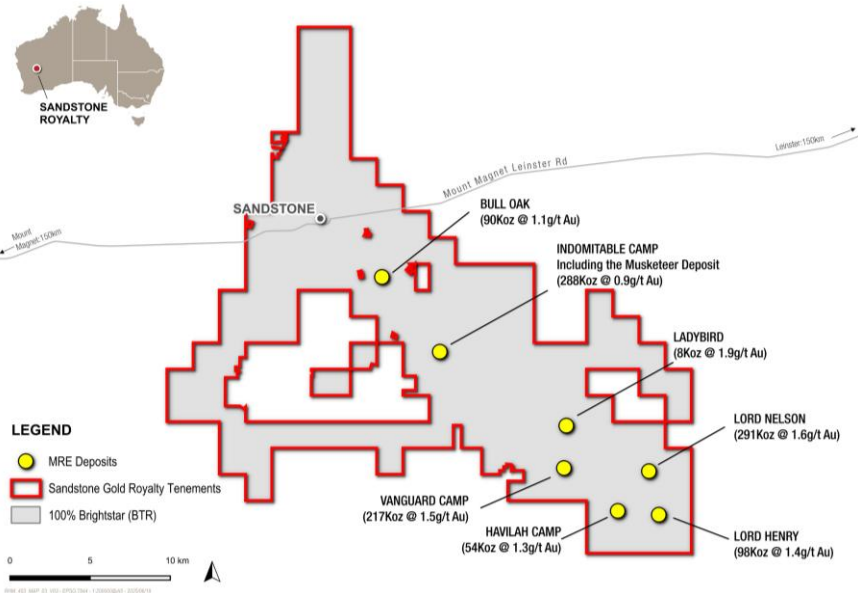 SANDSTONE
ROYALTY
Leinster:150km
Mount Magnet Leinster Rd
SANDSTONE
Mount
Magnet:150km
BULL OAK
(90Koz @ 1.1g/t Au)
INDOMITABLE CAMP
Including the Musketeer Deposit
(288Koz @ 0.9g/t Au)
LADYBIRD
(8Koz @ 1.9g/t Au)
LORD NELSON
(291Koz @ 1.6g/t Au)
VANGUARD CAMP
(217Koz @ 1.5g/t Au)
HAVILAH CAMP
(54Koz @ 1.3g/t Au)
LORD HENRY
(98Koz @ 1.4g/t Au)
LEGEND
MRE Deposits
Sandstone Gold Royalty Tenements
100% Brightstar (BTR)
0 5 10 km